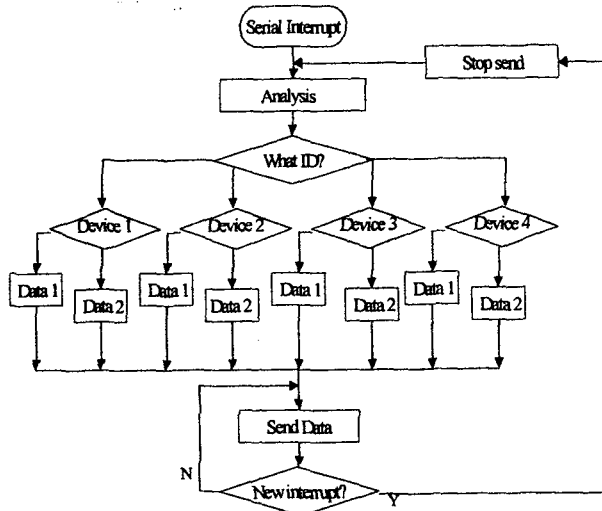 Serial Interrupt
Stop send
Analysis
What ID?
Device 1
Device 2
Device 3
Device 4
Data 1
Data 2
Data 1
Data 2
Data 1
Data 2
Data 1
Data 2
Send Data
N
New interrupt?
Y